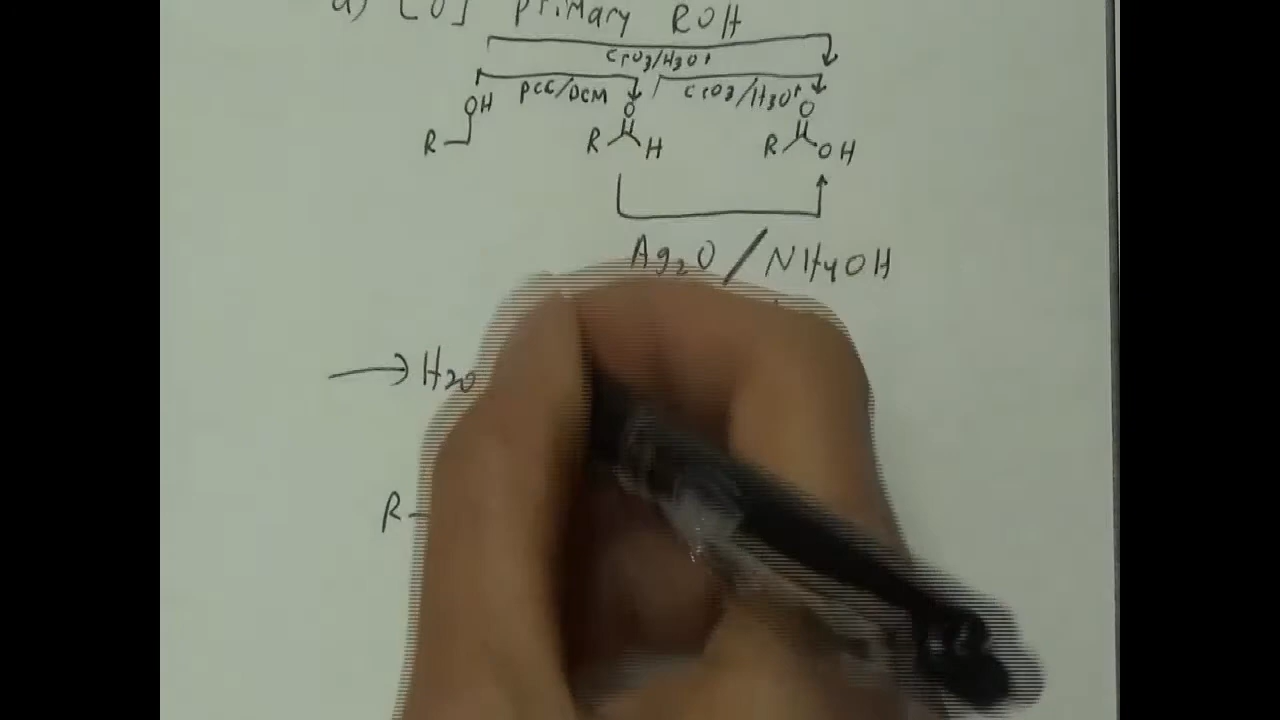 a) [O] Primary ROH
CrO3/H3O+
PCC/DCM CrO3/H3O+
OH O O
R R H R OH
Ag2O / NH4OH
→ H2O
R